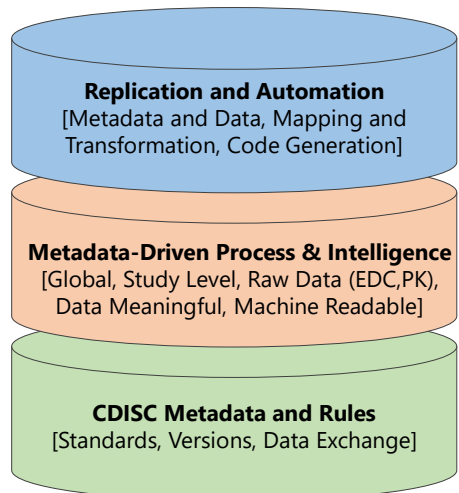 Replication and Automation
[Metadata and Data, Mapping and
Transformation, Code Generation]
Metadata-Driven Process & Intelligence
[Global, Study Level, Raw Data (EDC,PK),
Data Meaningful, Machine Readable]
CDISC Metadata and Rules
[Standards, Versions, Data Exchange]